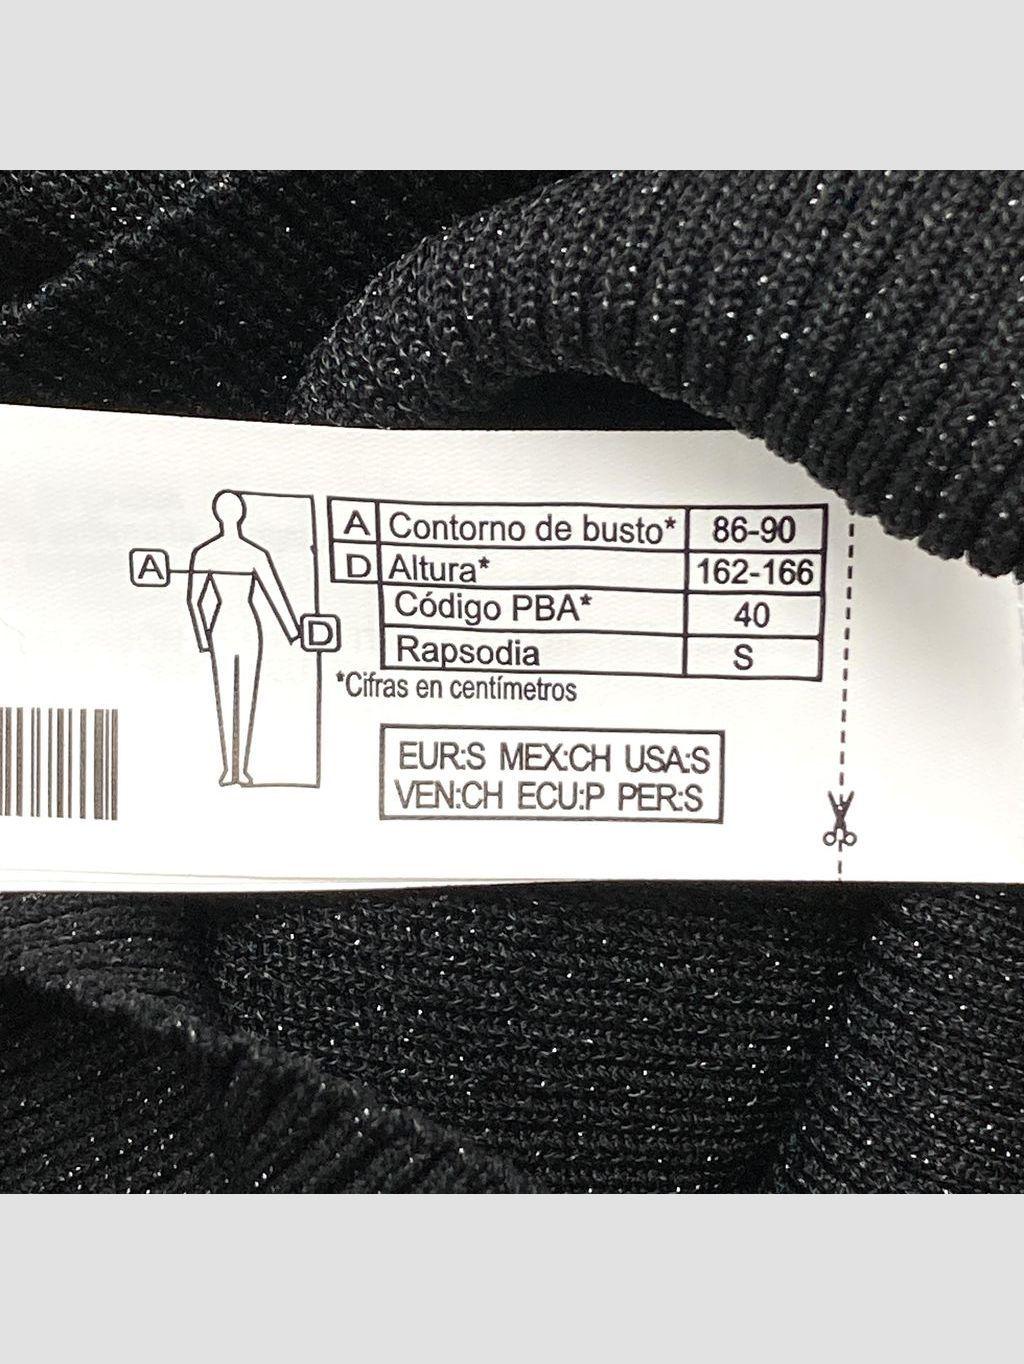 A
D
A Contorno de busto* 86-90
D Altura* 162-166
Código PBA* 40
Rapsodia S
*Cifras en centímetros
EUR:S MEX:CH USA:S
VEN:CH ECU:P PER:S